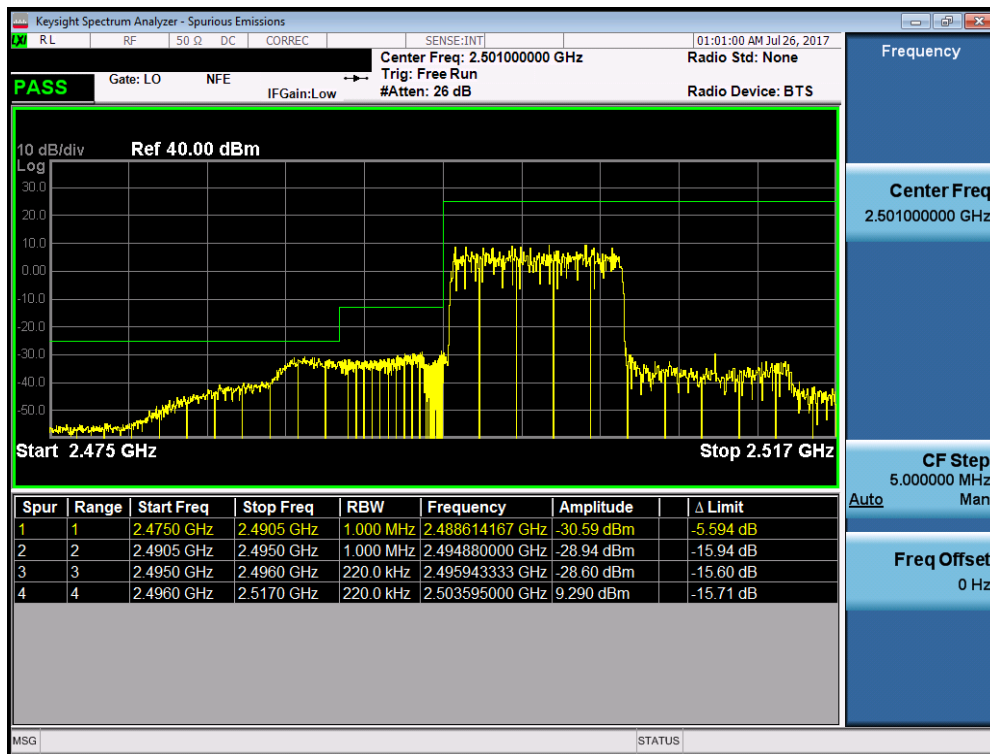 Keysight Spectrum Analyzer - Spurious Emissions
LXI RL RF 50 Ω DC CORREC SENSE:INT 01:01:00 AM Jul 26, 2017
Center Freq: 2.501000000 GHz Radio Std: None
Trig: Free Run
PASS Gate: LO NFE IFGain:Low #Atten: 26 dB Radio Device: BTS
Frequency
10 dB/div Ref 40.00 dBm
Log
30.0
20.0
10.0
0.00
-10.0
-20.0
-30.0
-40.0
-50.0
Start 2.475 GHz Stop 2.517 GHz
Spur Range Start Freq Stop Freq RBW Frequency Amplitude Δ Limit
1 1 2.4750 GHz 2.4905 GHz 1.000 MHz 2.488614167 GHz -30.59 dBm -5.594 dB
2 2 2.4905 GHz 2.4950 GHz 1.000 MHz 2.494880000 GHz -28.94 dBm -15.94 dB
3 3 2.4950 GHz 2.4960 GHz 220.0 kHz 2.495943333 GHz -28.60 dBm -15.60 dB
4 4 2.4960 GHz 2.5170 GHz 220.0 kHz 2.503595000 GHz 9.290 dBm -15.71 dB
Center Freq
2.501000000 GHz
CF Step
5.000000 MHz
Auto Man
Freq Offset
0 Hz
MSG STATUS